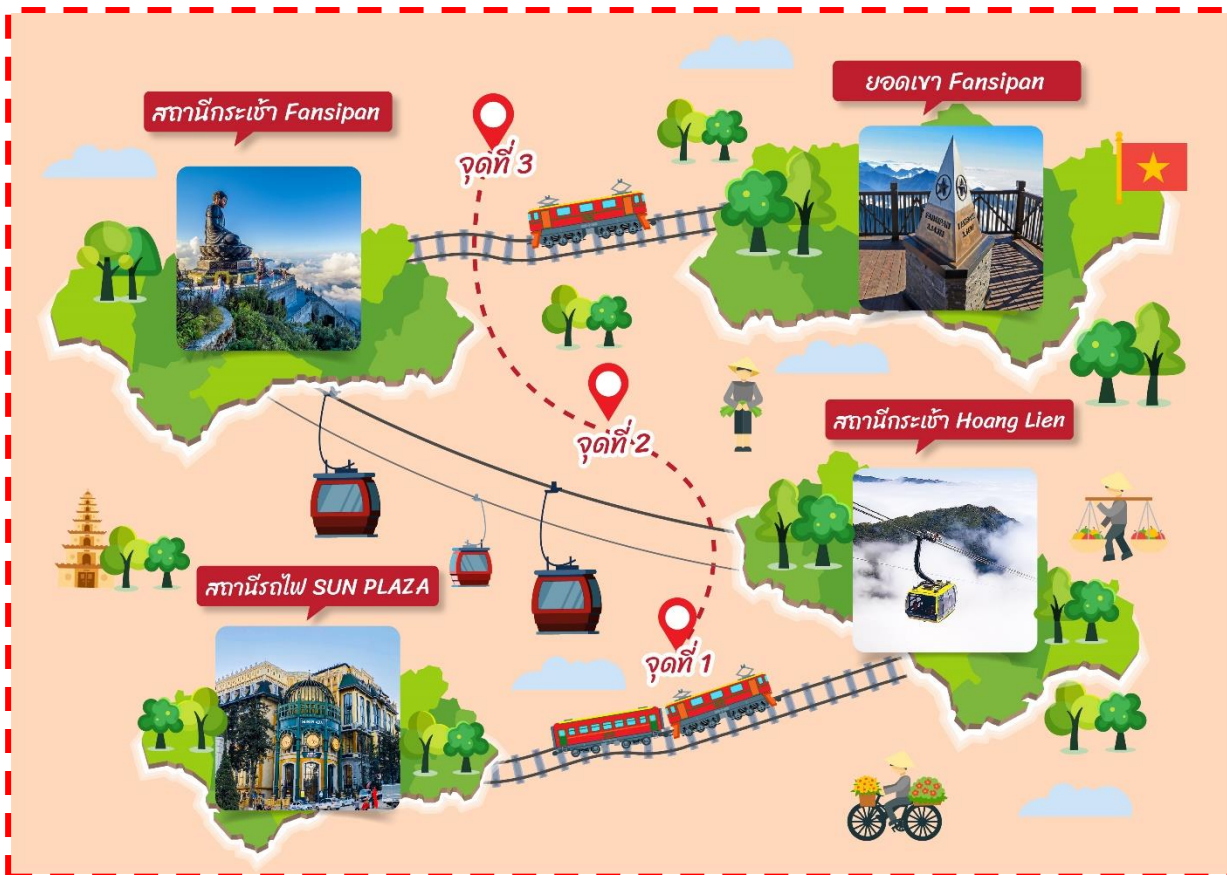 สถานีกระเช้า Fansipan
ยอดเขา Fansipan
จุดที่ 3
FANSIPAN
จุดที่ 2
สถานีกระเช้า Hoang Lien
สถานีรถไฟ SUN PLAZA
จุดที่ 1